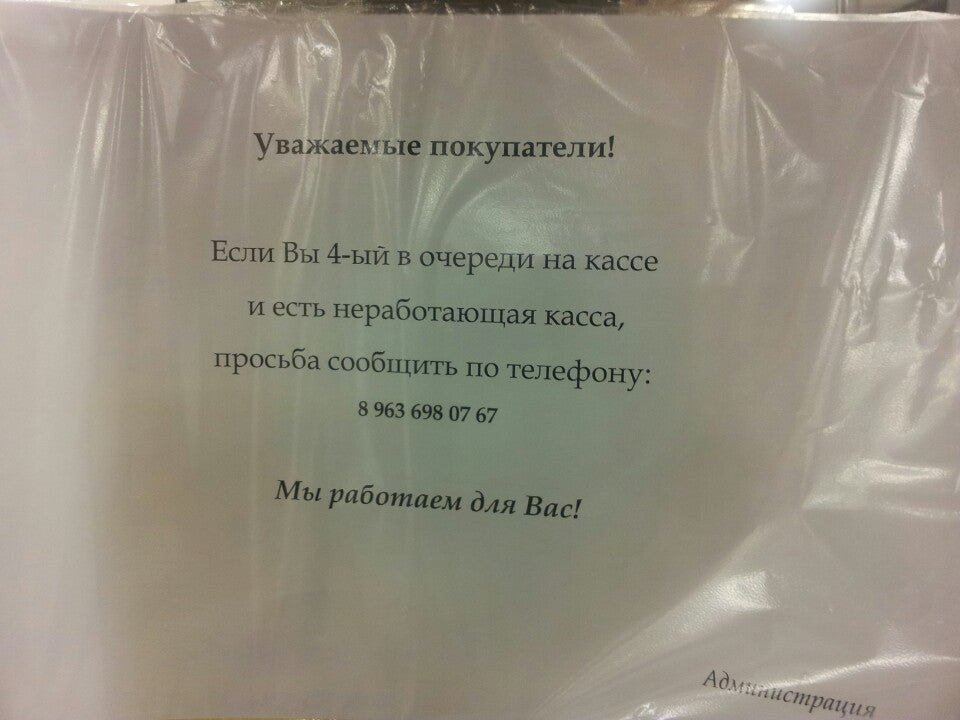 Уважаемые покупатели!
Если Вы 4-ый в очереди на кассе
и есть неработающая касса,
просьба сообщить по телефону:
8 963 698 07 67
Мы работаем для Вас!
Администрация